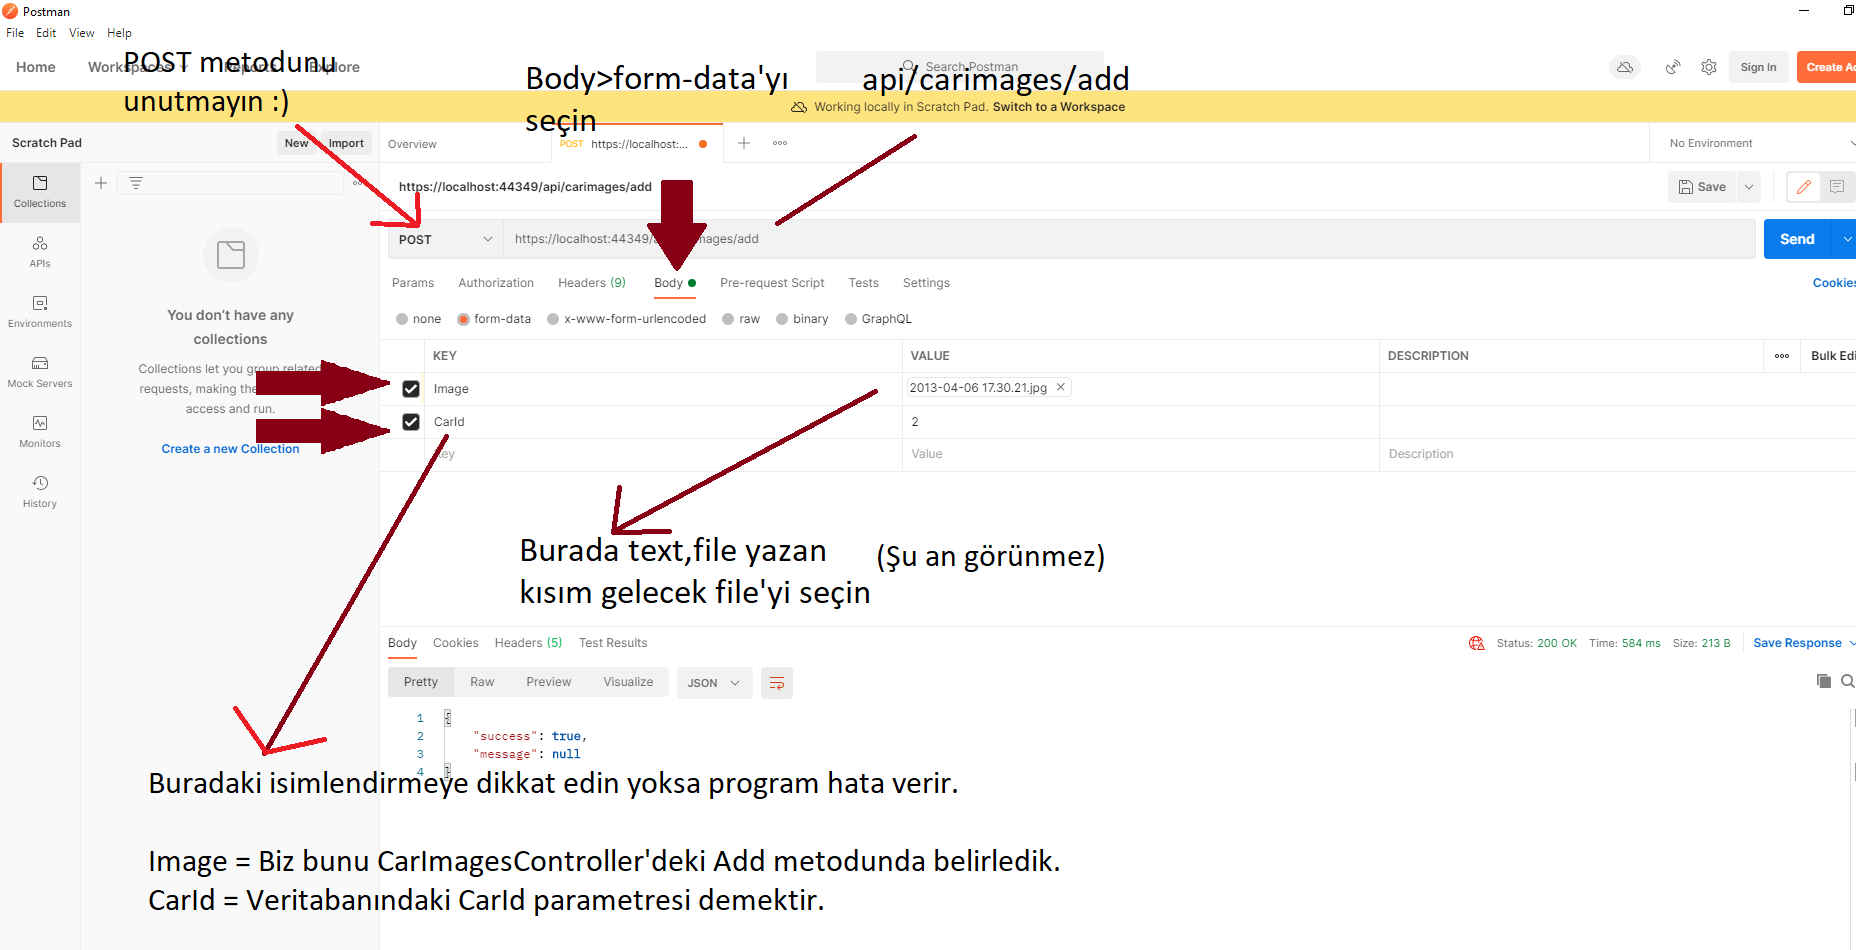 Postman
File Edit View Help
POST metodunu
unutmayın :)
Home Workspaces Reports Explore
Body>form-data'yı
seçin
Search Postman
api/carimages/add
Sign In
Create Ac
Working locally in Scratch Pad. Switch to a Workspace
Scratch Pad
New Import
Overview
POST https://localhost:...
No Environment
https://localhost:44349/api/carimages/add
Save
Collections
APIs
Environments
Mock Servers
Monitors
History
You don't have any
collections
Collections let you group related
requests, making the
access and run.
Create a new Collection
POST
https://localhost:44349/ mages/add
Send
Params Authorization Headers (9) Body Pre-request Script Tests Settings
Cookies
none form-data x-www-form-urlencoded raw binary GraphQL
KEY VALUE DESCRIPTION Bulk Edi
Image 2013-04-06 17.30.21.jpg
CarId 2
Key Value Description
Burada text,file yazan
kısım gelecek file'yi seçin
(Şu an görünmez)
Body Cookies Headers (5) Test Results
Status: 200 OK Time: 584 ms Size: 213 B Save Response
Pretty Raw Preview Visualize JSON
1 {
2 "success": true,
3 "message": null
4 }
Buradaki isimlendirmeye dikkat edin yoksa program hata verir.
Image = Biz bunu CarImagesController'deki Add metodunda belirledik.
CarId = Veritabanındaki CarId parametresi demektir.